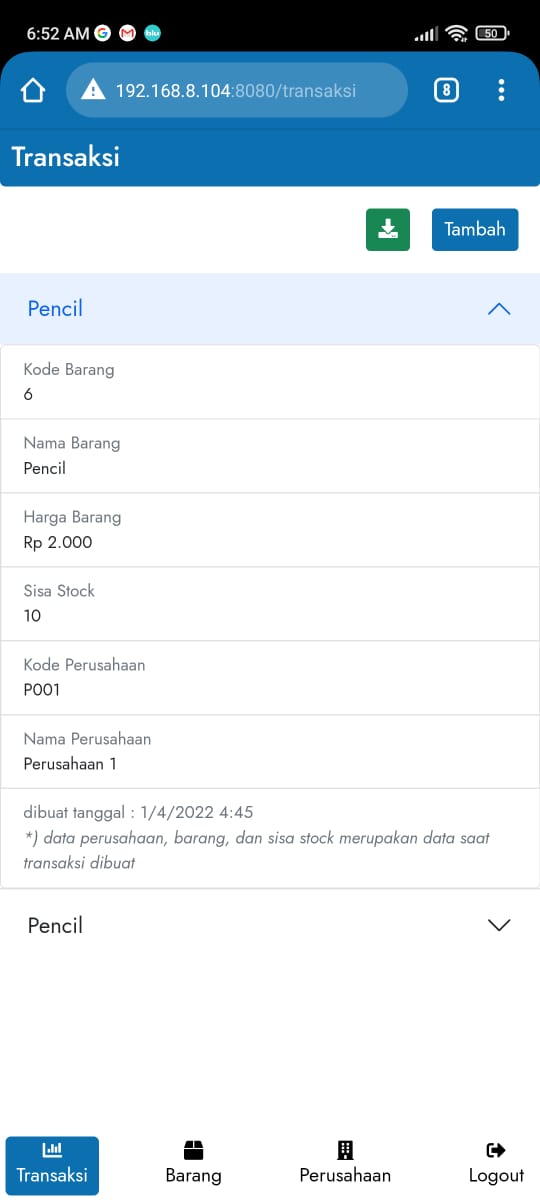 6:52 AM G M blu 50
192.168.8.104:8080/transaksi 8
Transaksi
Tambah
Pencil
Kode Barang
6
Nama Barang
Pencil
Harga Barang
Rp 2.000
Sisa Stock
10
Kode Perusahaan
P001
Nama Perusahaan
Perusahaan 1
dibuat tanggal : 1/4/2022 4:45
*) data perusahaan, barang, dan sisa stock merupakan data saat
transaksi dibuat
Pencil
Transaksi Barang Perusahaan Logout